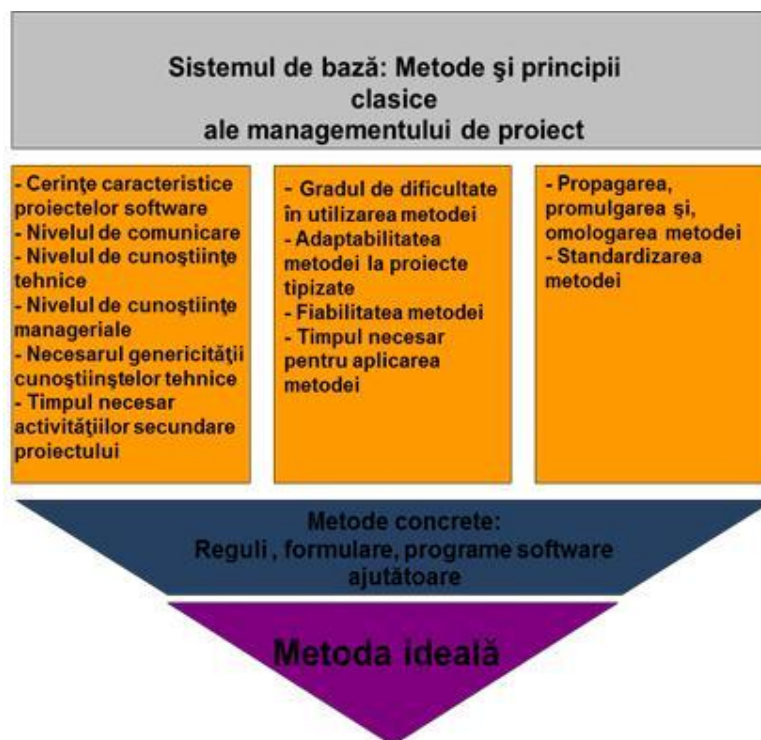 Sistemul de bază: Metode şi principii
clasice
ale managementului de proiect
- Cerinţe caracteristice
proiectelor software
- Nivelul de comunicare
- Nivelul de cunoştiinţe
tehnice
- Nivelul de cunoştiinţe
manageriale
- Necesarul genericităţii
cunoştiinştelor tehnice
- Timpul necesar
activităţiilor secundare
proiectului
- Gradul de dificultate
în utilizarea metodei
- Adaptabilitatea
metodei la proiecte
tipizate
- Fiabilitatea metodei
- Timpul necesar
pentru aplicarea
metodei
- Propagarea,
promulgarea şi,
omologarea metodei
- Standardizarea
metodei
Metode concrete:
Reguli , formulare, programe software
ajutătoare
Metoda ideală